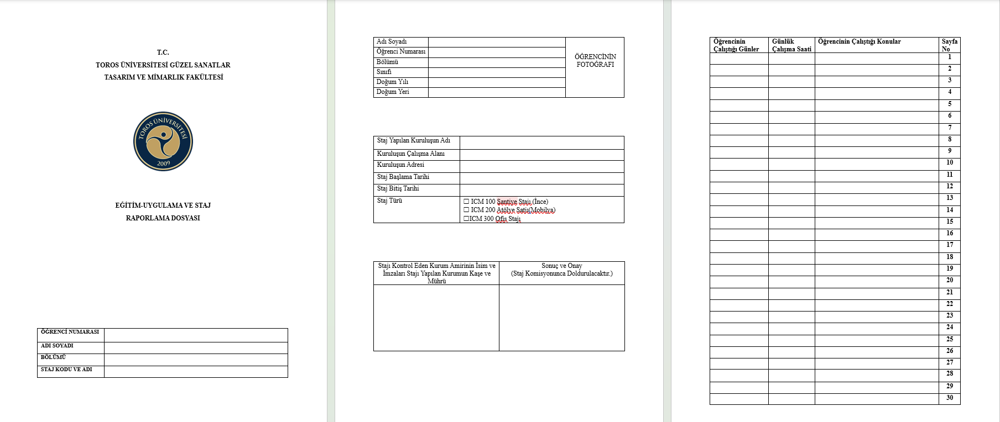 T.C.
TOROS ÜNİVERSİTESİ GÜZEL SANATLAR
TASARIM VE MİMARLIK FAKÜLTESİ
TOROS ÜNİVERSİTESİ
2009
EĞİTİM-UYGULAMA VE STAJ
RAPORLAMA DOSYASI
ÖĞRENCİ NUMARASI
ADI SOYADI
BÖLÜMÜ
STAJ KODU VE ADI
Adı Soyadı
Öğrenci Numarası
Bölümü
Sınıfı
Doğum Yılı
Doğum Yeri
ÖĞRENCİNİN
FOTOĞRAFI
Staj Yapılan Kuruluşun Adı
Kuruluşun Çalışma Alanı
Kuruluşun Adresi
Staj Başlama Tarihi
Staj Bitiş Tarihi
Staj Türü
☐ ICM 100 Şantiye Stajı (İnce)
☐ ICM 200 Atölye Satjı(Mobilya)
☐ICM 300 Ofis Stajı
Stajı Kontrol Eden Kurum Amirinin İsim ve
İmzaları Stajı Yapılan Kurumun Kaşe ve
Mührü
Sonuç ve Onay
(Staj Komisyonunca Doldurulacaktır.)
Öğrencinin
Çalıştığı Günler
Günlük
Çalışma Saati
Öğrencinin Çalıştığı Konular
Sayfa
No
1
2
3
4
5
6
7
8
9
10
11
12
13
14
15
16
17
18
19
20
21
22
23
24
25
26
27
28
29
30